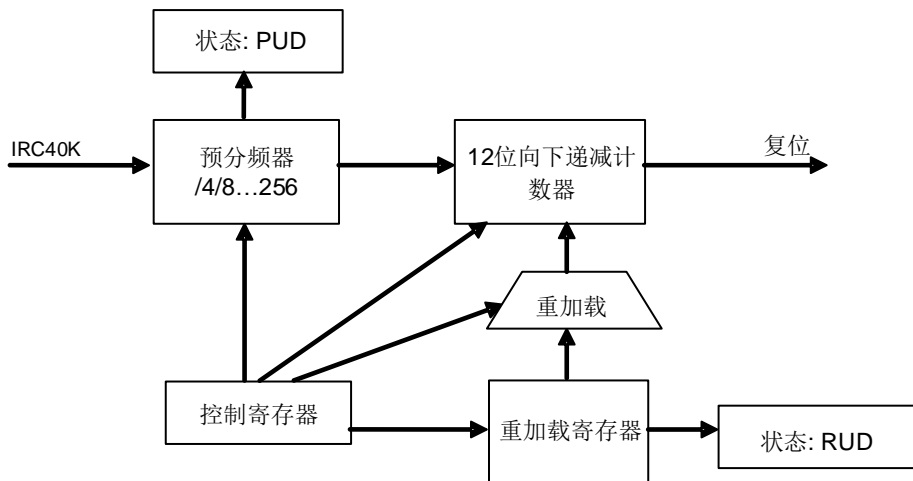 状态: PUD
IRC40K
预分频器
/4/8…256
12位向下递减计
数器
复位
重加载
控制寄存器
重加载寄存器
状态: RUD